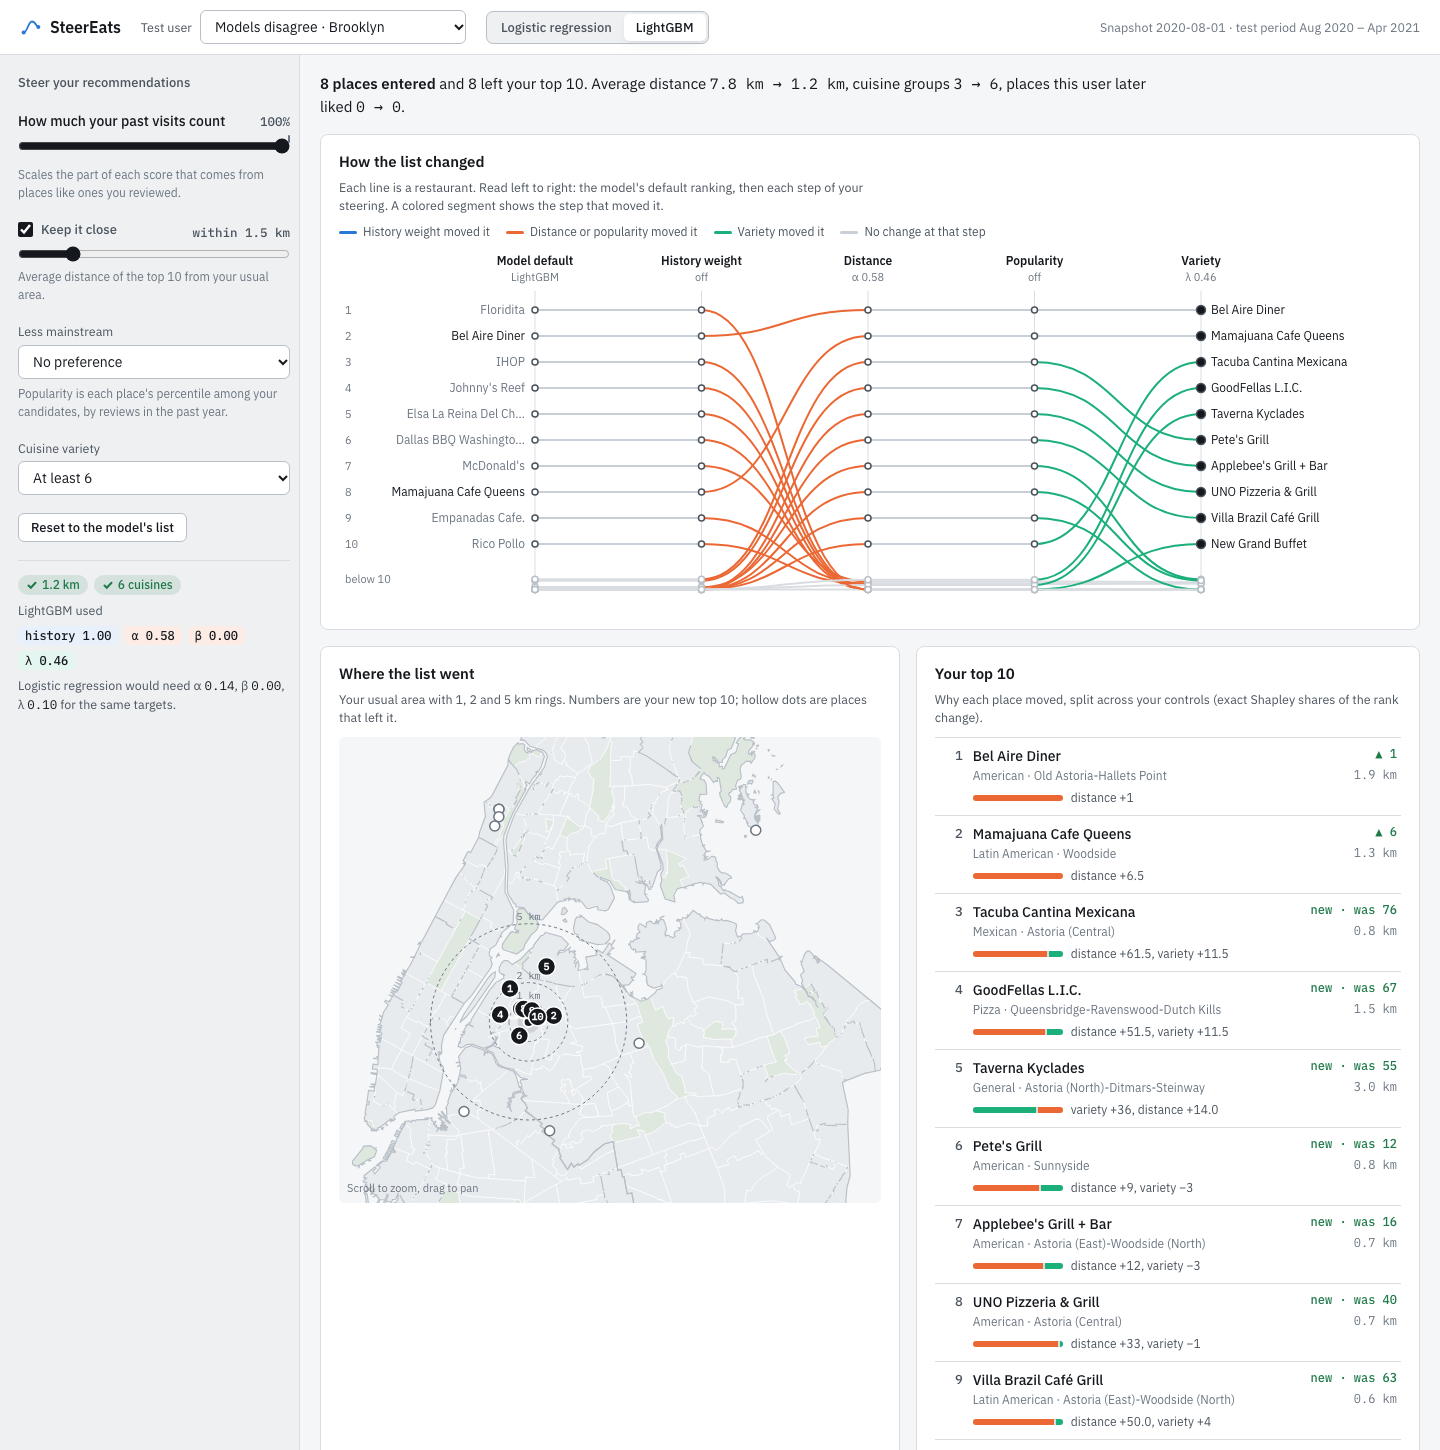 SteerEats
Test user
Models disagree · Brooklyn
Logistic regression
LightGBM
Snapshot 2020-08-01 · test period Aug 2020 – Apr 2021
Steer your recommendations
How much your past visits count 100%
Scales the part of each score that comes from
places like ones you reviewed.
Keep it close within 1.5 km
Average distance of the top 10 from your usual
area.
Less mainstream
No preference
Popularity is each place's percentile among your
candidates, by reviews in the past year.
Cuisine variety
At least 6
Reset to the model's list
1.2 km
6 cuisines
LightGBM used
history 1.00 α 0.58 β 0.00
λ 0.46
Logistic regression would need α 0.14, β 0.00,
λ 0.10 for the same targets.
8 places entered and 8 left your top 10. Average distance 7.8 km → 1.2 km, cuisine groups 3 → 6, places this user later
liked 0 → 0.
How the list changed
Each line is a restaurant. Read left to right: the model's default ranking, then each step of your
steering. A colored segment shows the step that moved it.
History weight moved it
Distance or popularity moved it
Variety moved it
No change at that step
Model default
LightGBM
History weight
off
Distance
α 0.58
Popularity
off
Variety
λ 0.46
1 Floridita Bel Aire Diner
2 Bel Aire Diner Mamajuana Cafe Queens
3 IHOP Tacuba Cantina Mexicana
4 Johnny's Reef GoodFellas L.I.C.
5 Elsa La Reina Del Ch... Taverna Kyclades
6 Dallas BBQ Washingto... Pete's Grill
7 McDonald's Applebee's Grill + Bar
8 Mamajuana Cafe Queens UNO Pizzeria & Grill
9 Empanadas Cafe. Villa Brazil Café Grill
10 Rico Pollo New Grand Buffet
below 10
Where the list went
Your usual area with 1, 2 and 5 km rings. Numbers are your new top 10; hollow dots are places
that left it.
5 km
5
2 km
1
1 km
4
10
2
6
Scroll to zoom, drag to pan
Your top 10
Why each place moved, split across your controls (exact Shapley shares of the rank
change).
1 Bel Aire Diner ▲ 1
American · Old Astoria-Hallets Point 1.9 km
distance +1
2 Mamajuana Cafe Queens ▲ 6
Latin American · Woodside 1.3 km
distance +6.5
3 Tacuba Cantina Mexicana new · was 76
Mexican · Astoria (Central) 0.8 km
distance +61.5, variety +11.5
4 GoodFellas L.I.C. new · was 67
Pizza · Queensbridge-Ravenswood-Dutch Kills 1.5 km
distance +51.5, variety +11.5
5 Taverna Kyclades new · was 55
General · Astoria (North)-Ditmars-Steinway 3.0 km
variety +36, distance +14.0
6 Pete's Grill new · was 12
American · Sunnyside 0.8 km
distance +9, variety −3
7 Applebee's Grill + Bar new · was 16
American · Astoria (East)-Woodside (North) 0.7 km
distance +12, variety −3
8 UNO Pizzeria & Grill new · was 40
American · Astoria (Central) 0.7 km
distance +33, variety −1
9 Villa Brazil Café Grill new · was 63
Latin American · Astoria (East)-Woodside (North) 0.6 km
distance +50.0, variety +4